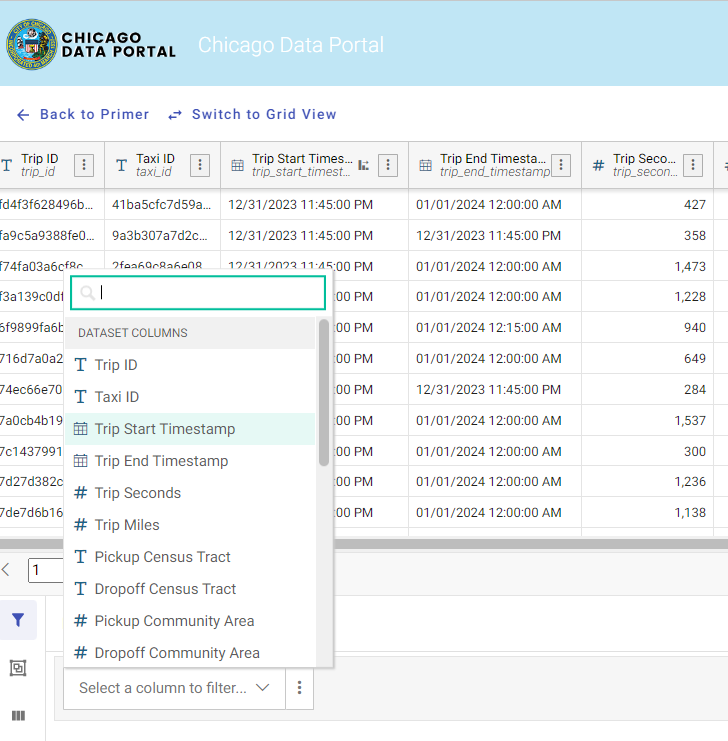 CHICAGO
DATA PORTAL
Chicago Data Portal
Back to Primer
Switch to Grid View
Trip ID
trip_id
Taxi ID
taxi_id
Trip Start Times...
trip_start_timest...
Trip End Timesta...
trip_end_timestamp
Trip Seco...
trip_secon...
fd4f3f628496b... 41ba5cfc7d59a... 12/31/2023 11:45:00 PM 01/01/2024 12:00:00 AM 427
fa9c5a9388fe0... 9a3b307a7d2c... 12/31/2023 11:45:00 PM 12/31/2023 11:45:00 PM 358
f74fa03a6cf8c 2fea69c8a6e08 12/31/2023 11:45:00 PM 01/01/2024 12:00:00 AM 1,473
f3a139c0df :00 PM 01/01/2024 12:00:00 AM 1,228
6f9899fa6b :00 PM 01/01/2024 12:15:00 AM 940
716d7a0a2 :00 PM 01/01/2024 12:00:00 AM 649
74ec66e70 :00 PM 12/31/2023 11:45:00 PM 284
7a0cb4b19 :00 PM 01/01/2024 12:00:00 AM 1,537
7c1437991 :00 PM 01/01/2024 12:00:00 AM 300
7d27d382c :00 PM 01/01/2024 12:00:00 AM 1,236
7de7d6b16 :00 PM 01/01/2024 12:00:00 AM 1,138
DATASET COLUMNS
Trip ID
Taxi ID
Trip Start Timestamp
Trip End Timestamp
Trip Seconds
Trip Miles
Pickup Census Tract
Dropoff Census Tract
Pickup Community Area
Dropoff Community Area
1
Select a column to filter...